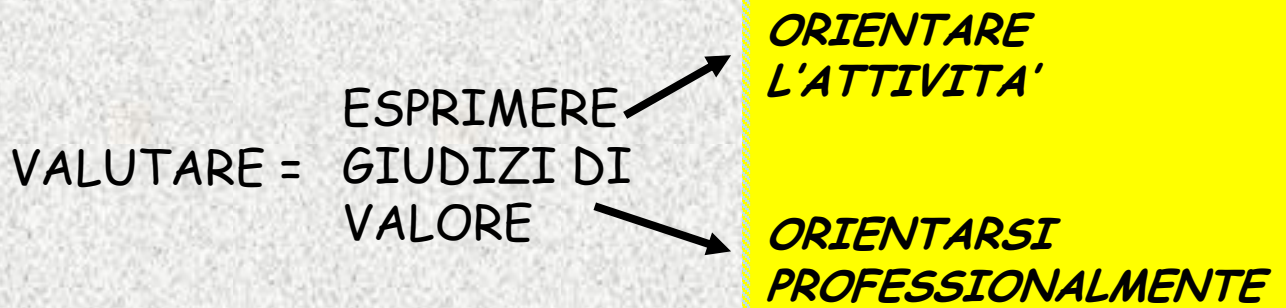 VALUTARE =
ESPRIMERE
GIUDIZI DI
VALORE
ORIENTARE
L'ATTIVITA'
ORIENTARSI
PROFESSIONALMENTE